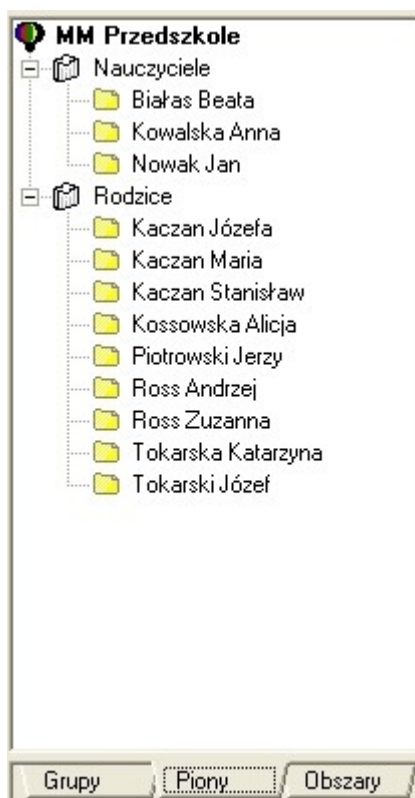 MM Przedszkole
Nauczyciele
Białas Beata
Kowalska Anna
Nowak Jan
Rodzice
Kaczan Józefa
Kaczan Maria
Kaczan Stanisław
Kossowska Alicja
Piotrowski Jerzy
Ross Andrzej
Ross Zuzanna
Tokarska Katarzyna
Tokarski Józef
Grupy Piony Obszary